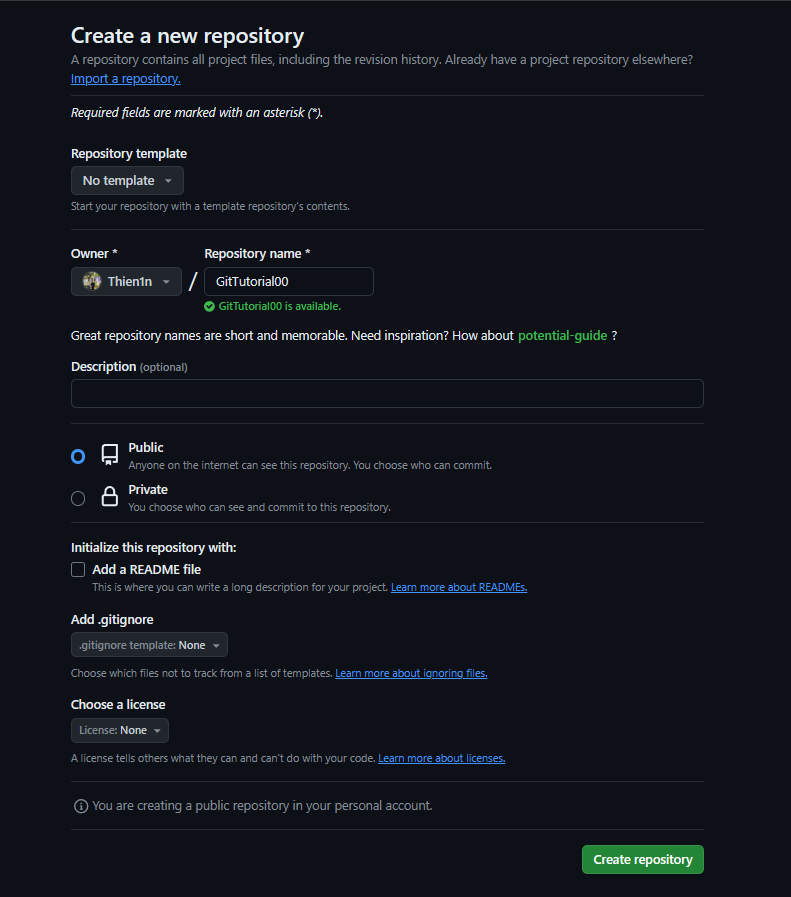 Create a new repository
A repository contains all project files, including the revision history. Already have a project repository elsewhere?
Import a repository.
Required fields are marked with an asterisk (*).
Repository template
No template
Start your repository with a template repository's contents.
Owner *
Repository name *
Thien1n
/
GitTutorial00
GitTutorial00 is available.
Great repository names are short and memorable. Need inspiration? How about potential-guide ?
Description (optional)
Public
Anyone on the internet can see this repository. You choose who can commit.
Private
You choose who can see and commit to this repository.
Initialize this repository with:
Add a README file
This is where you can write a long description for your project. Learn more about READMEs.
Add .gitignore
.gitignore template: None
Choose which files not to track from a list of templates. Learn more about ignoring files.
Choose a license
License: None
A license tells others what they can and can't do with your code. Learn more about licenses.
You are creating a public repository in your personal account.
Create repository